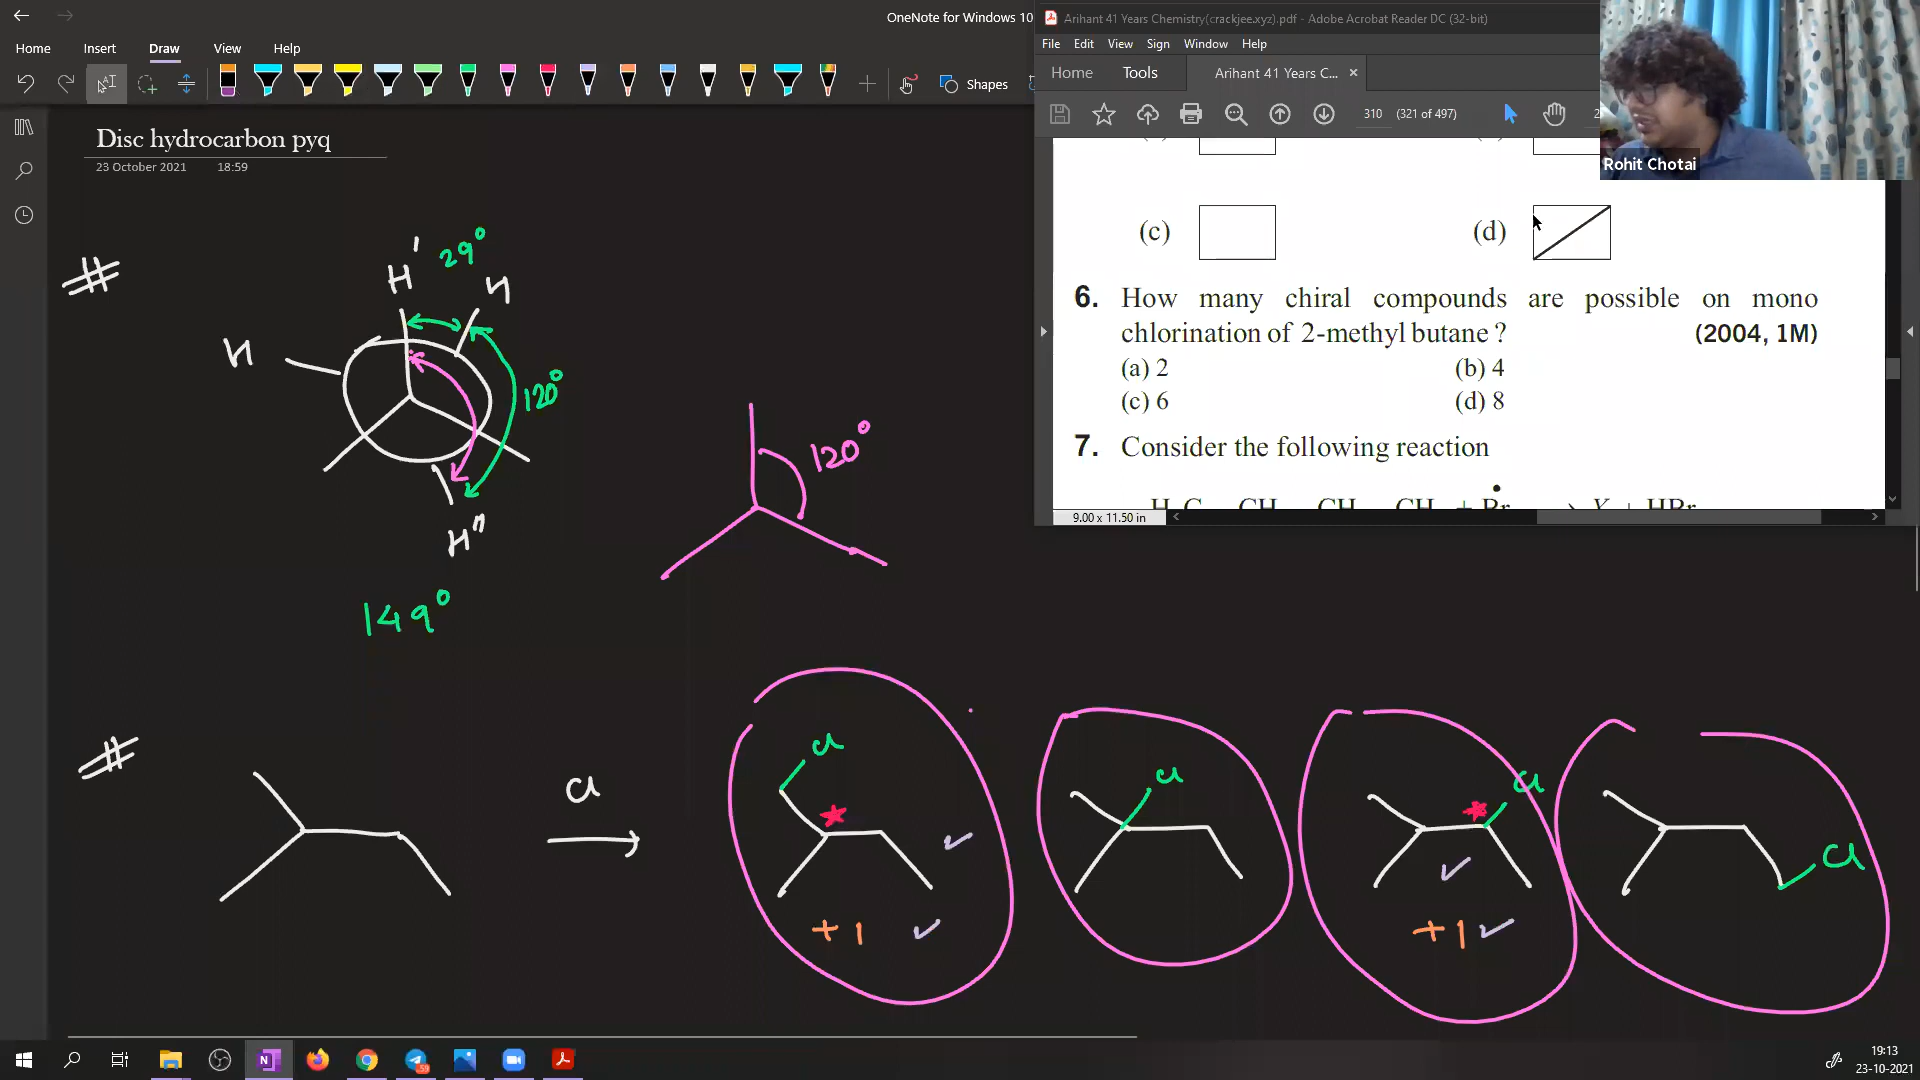 OneNote for Windows 10
Home Insert Draw View Help
Shapes
Disc hydrocarbon pyq
23 October 2021 18:59
Arihant 41 Years Chemistry(crackjee.xyz).pdf - Adobe Acrobat Reader DC (32-bit)
File Edit View Sign Window Help
Home Tools Arihant 41 Years C... ×
310 (321 of 497)
Rohit Chotai
(c) (d)
6. How many chiral compounds are possible on mono
chlorination of 2-methyl butane ? (2004, 1M)
(a) 2 (b) 4
(c) 6 (d) 8
7. Consider the following reaction
9.00 x 11.50 in
H' 29°
H
H
120°
H"
149°
120°
Cl
Cl
Cl
Cl
Cl
+1
+1
19:13
23-10-2021